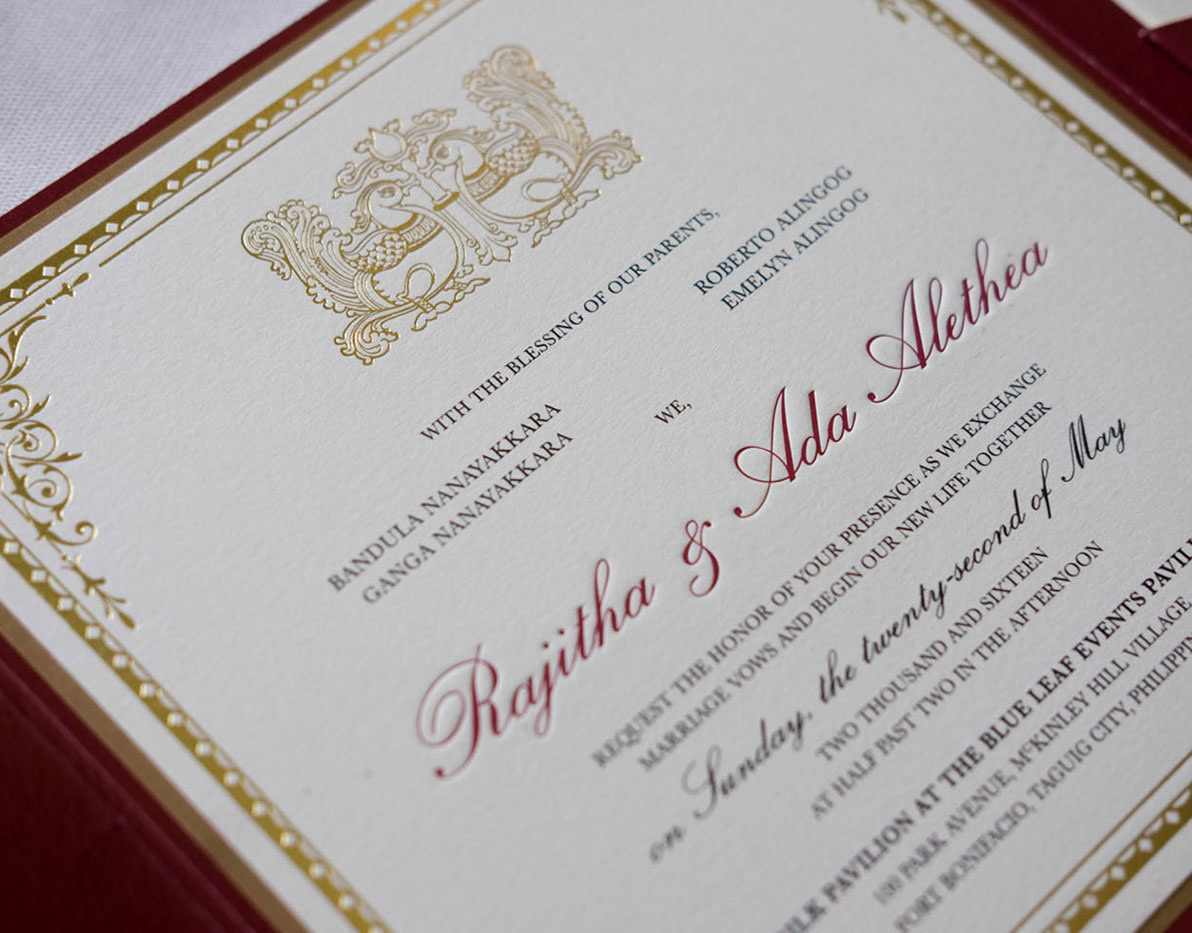 WITH THE BLESSING OF OUR PARENTS,
BANDULA NANAYAKKARA
GANGA NANAYAKKARA
ROBERTO ALINGOG
EMELYN ALINGOG
WE,
Rajitha & Ada Alethea
REQUEST THE HONOR OF YOUR PRESENCE AS WE EXCHANGE
MARRIAGE VOWS AND BEGIN OUR NEW LIFE TOGETHER
on Sunday, the twenty-second of May
TWO THOUSAND AND SIXTEEN
AT HALF PAST TWO IN THE AFTERNOON
PAVILION AT THE BLUE LEAF EVENTS
100 PARK AVENUE, McKINLEY HILL VILLAGE,
FORT BONIFACIO, TAGUIG CITY,